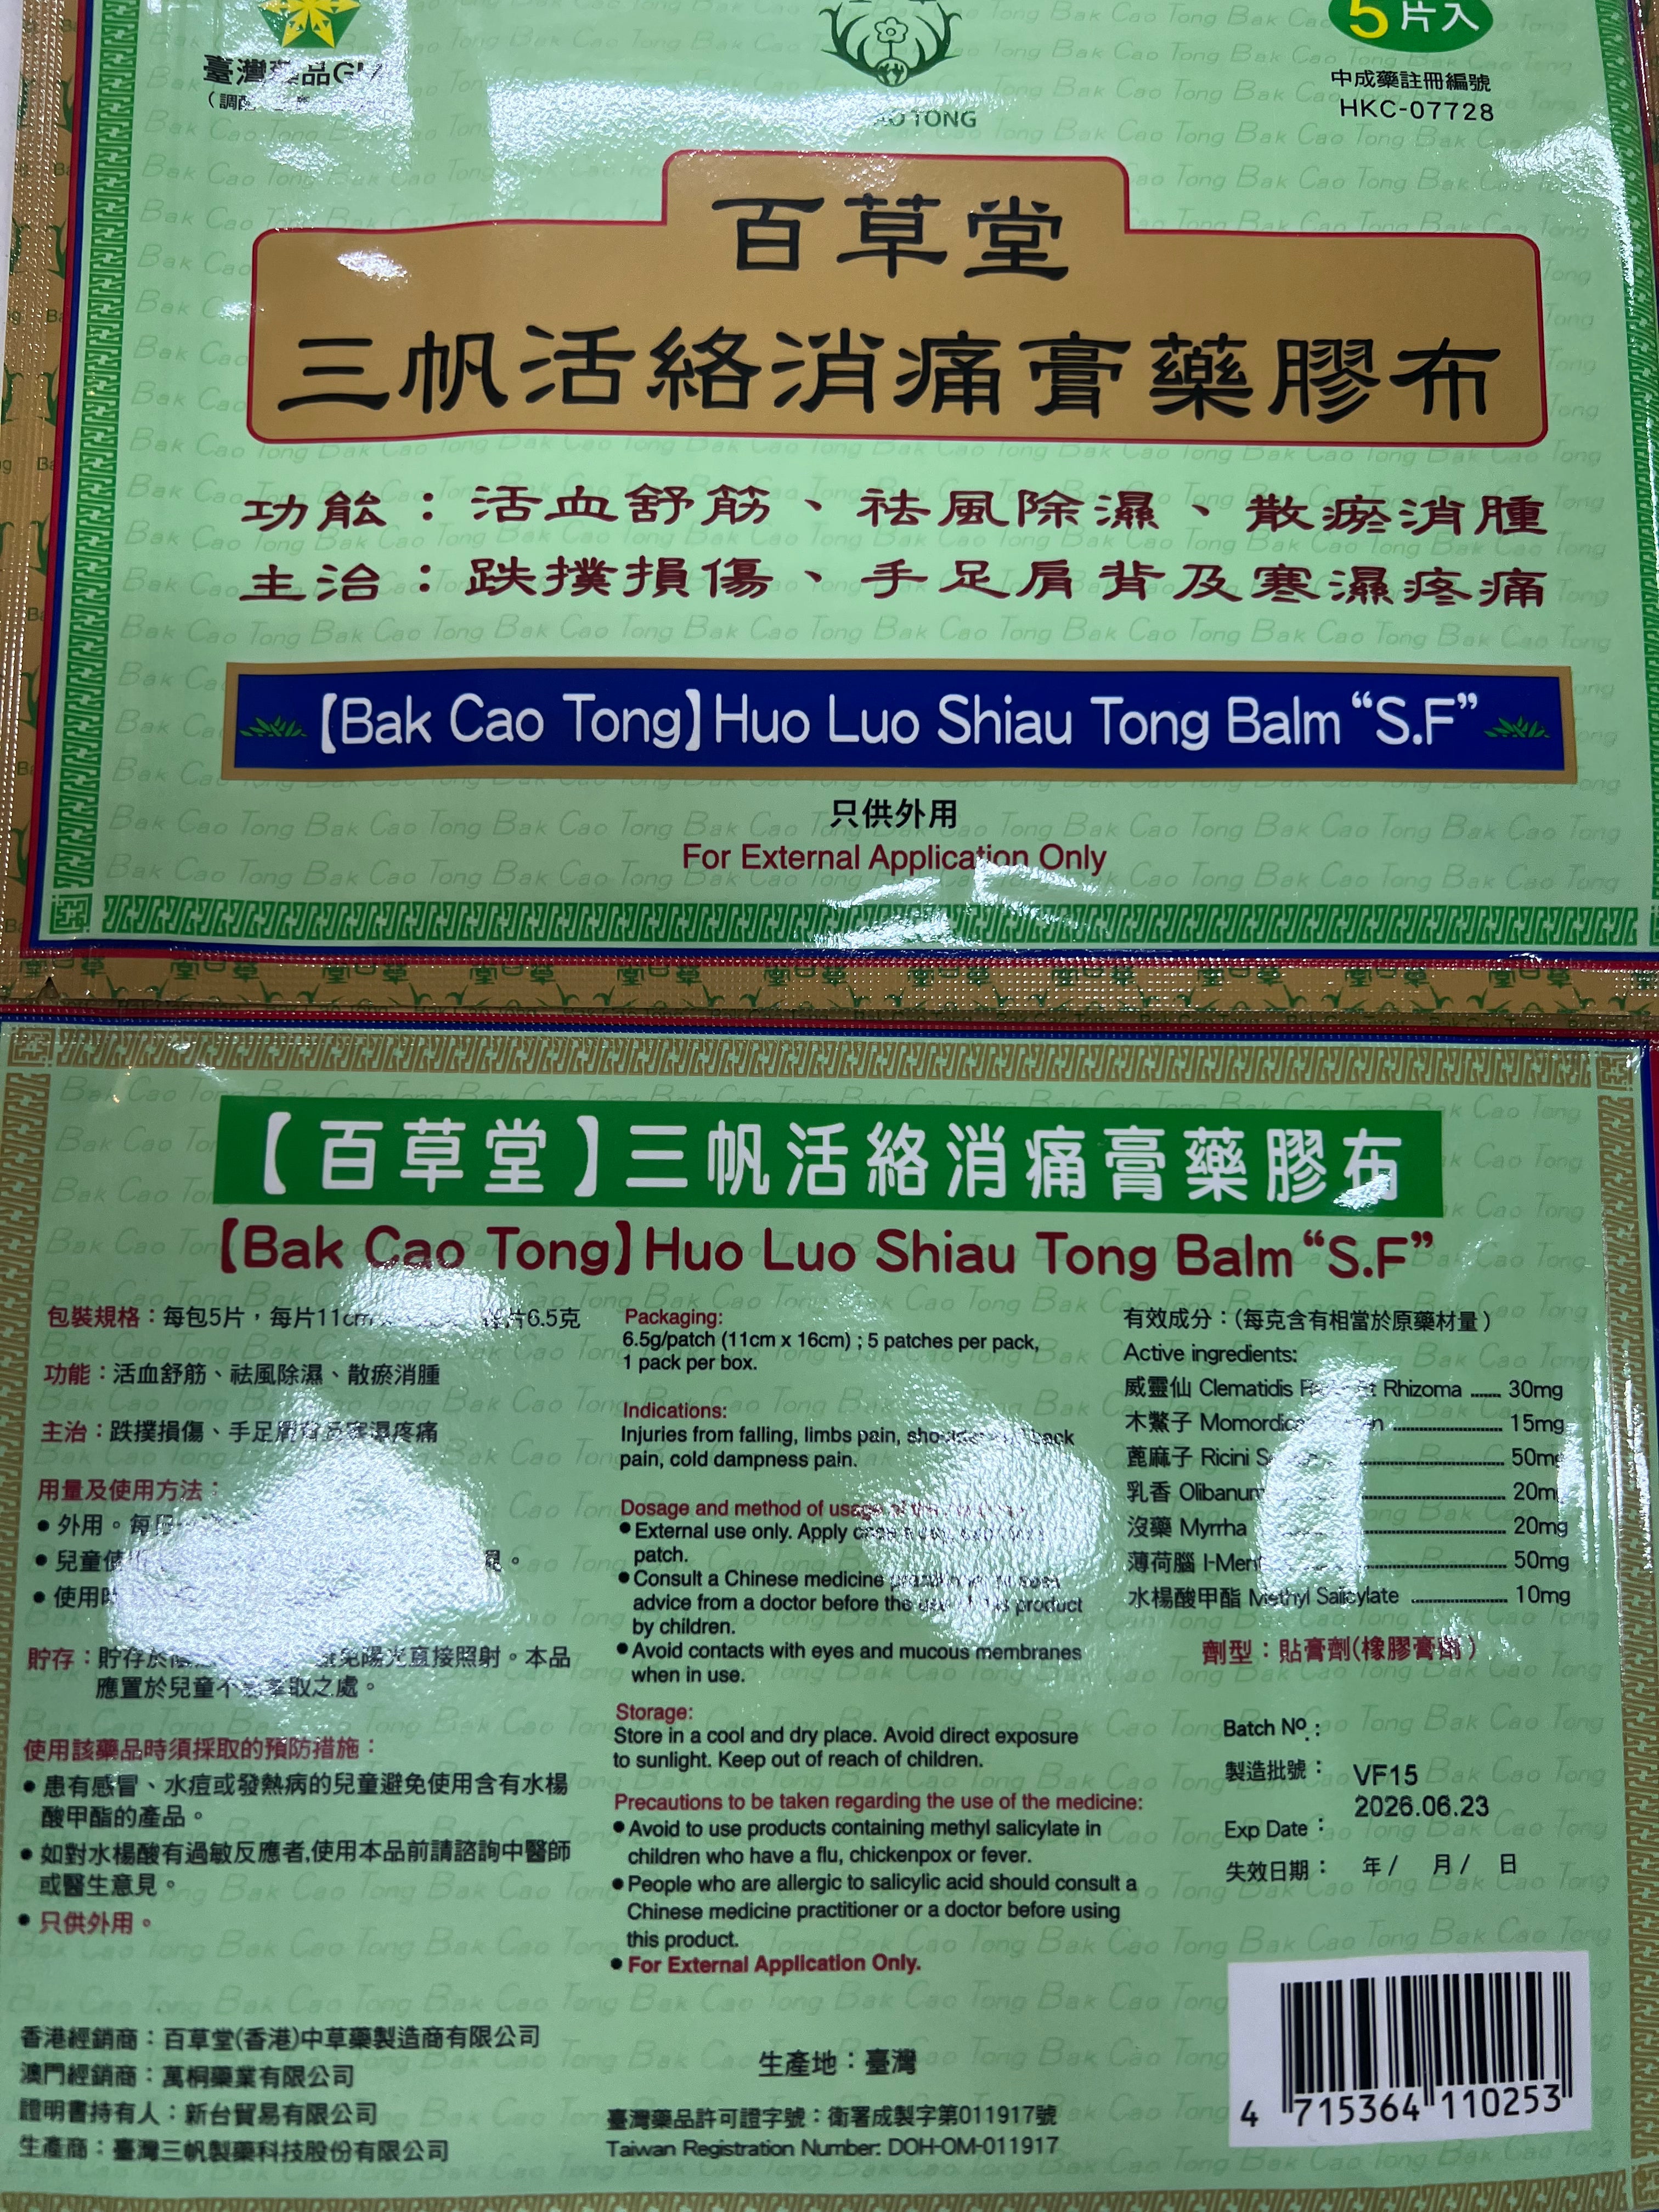 5片入
臺灣藥品GM
中成藥註冊編號
HKC-07728
AO TONG
百草堂
三帆活絡消痛膏藥膠布
功能：活血舒筋、祛風除濕、散瘀消腫
主治：跌撲損傷、手足肩背及寒濕疼痛
【Bak Cao Tong】Huo Luo Shiau Tong Balm “S.F”
只供外用
For External Application Only
【百草堂】三帆活絡消痛膏藥膠布
【Bak Cao Tong】Huo Luo Shiau Tong Balm “S.F”
包裝規格：每包5片，每片11cm 片6.5克
功能：活血舒筋、祛風除濕、散瘀消腫
主治：跌撲損傷、手足肩背及寒濕疼痛
用量及使用方法：
● 外用。每
● 兒童使 見。
● 使用時
貯存：貯存於 避免陽光直接照射。本品
應置於兒童不 取之處。
使用該藥品時須採取的預防措施：
● 患有感冒、水痘或發熱病的兒童避免使用含有水楊
酸甲酯的產品。
● 如對水楊酸有過敏反應者,使用本品前請諮詢中醫師
或醫生意見。
● 只供外用。
香港經銷商：百草堂(香港)中草藥製造商有限公司
澳門經銷商：萬桐藥業有限公司
證明書持有人：新台貿易有限公司
生產商：臺灣三帆製藥科技股份有限公司
Packaging:
6.5g/patch (11cm x 16cm) ; 5 patches per pack,
1 pack per box.
Indications:
Injuries from falling, limbs pain, back
pain, cold dampness pain.
Dosage and method of usage
● External use only. Apply
patch.
● Consult a Chinese medicine
advice from a doctor before the product
by children.
● Avoid contacts with eyes and mucous membranes
when in use.
Storage:
Store in a cool and dry place. Avoid direct exposure
to sunlight. Keep out of reach of children.
Precautions to be taken regarding the use of the medicine:
● Avoid to use products containing methyl salicylate in
children who have a flu, chickenpox or fever.
● People who are allergic to salicylic acid should consult a
Chinese medicine practitioner or a doctor before using
this product.
● For External Application Only.
生產地：臺灣
臺灣藥品許可證字號：衛署成製字第011917號
Taiwan Registration Number: DOH-OM-011917
有效成分：(每克含有相當於原藥材量)
Active ingredients:
威靈仙 Clematidis Rhizoma ....... 30mg
木鱉子 Momordica ....... 15mg
蓖麻子 Ricini ....... 50mg
乳香 Olibanum ....... 20mg
沒藥 Myrrha ....... 20mg
薄荷腦 l-Men ....... 50mg
水楊酸甲酯 Methyl Salicylate ....... 10mg
劑型：貼膏劑(橡膠膏劑)
Batch Nº :
製造批號： VF15
2026.06.23
Exp Date：
失效日期： 年/ 月/ 日
4 715364 110253